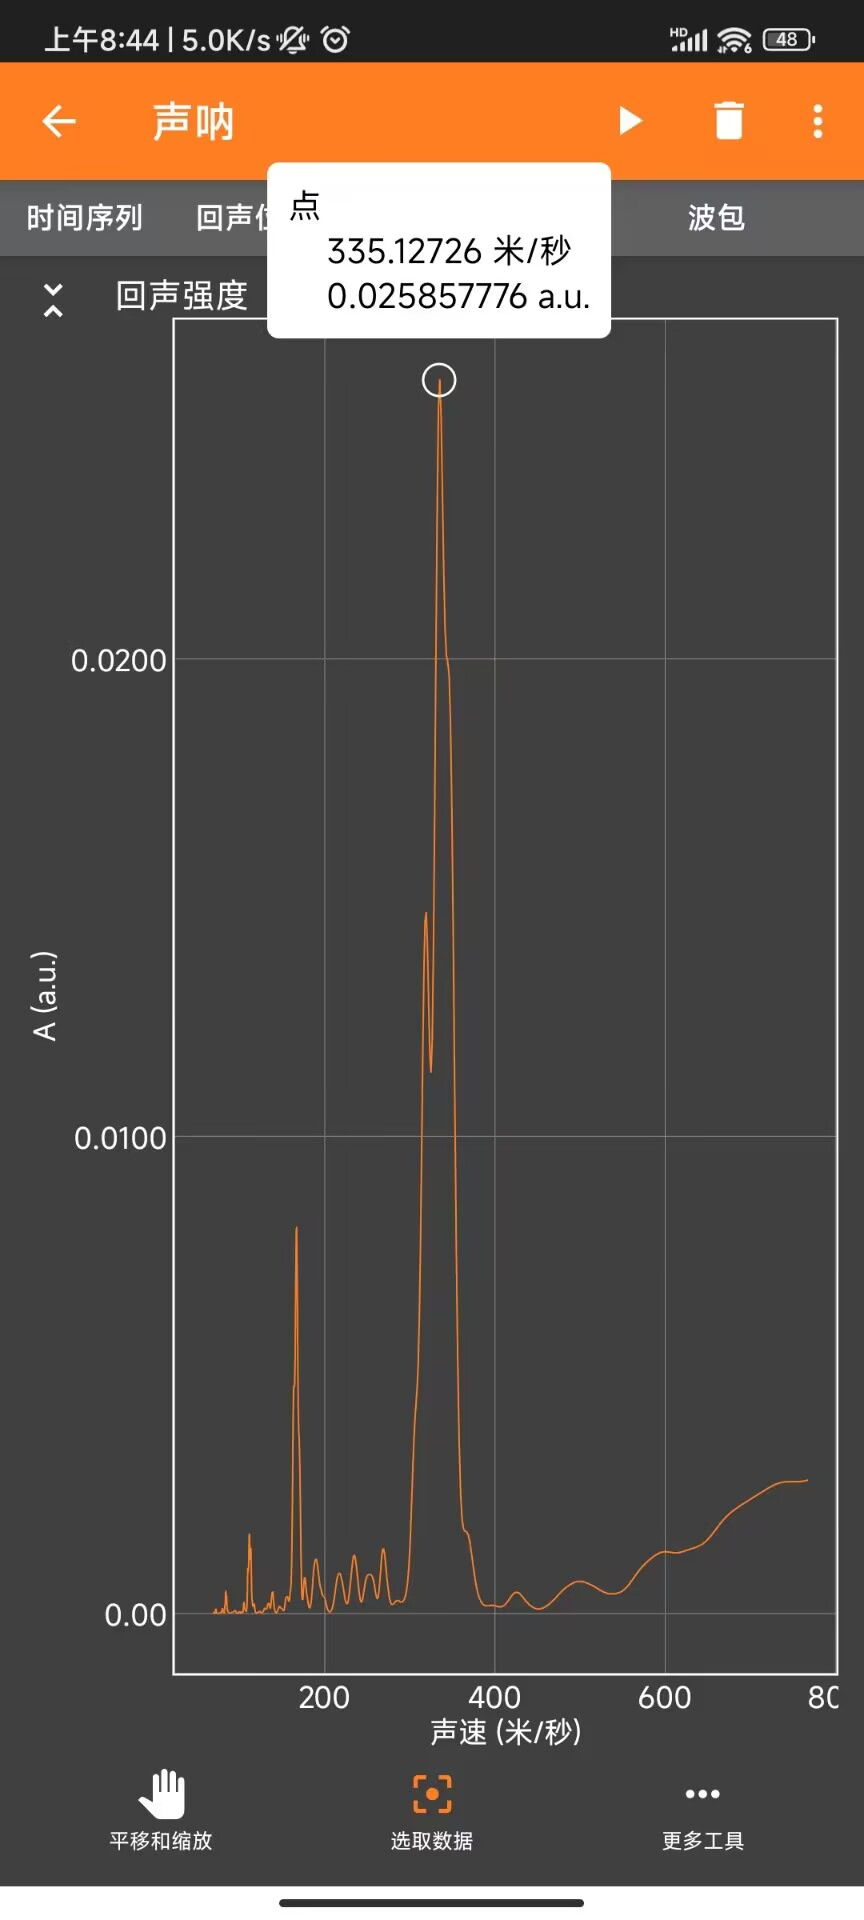 上午8:44 | 5.0K/s
HD
6
48
声呐
时间序列
回声
波包
点
335.12726 米/秒
0.025857776 a.u.
回声强度
A (a.u.)
0.0200
0.0100
0.00
200
400
600
80
声速 (米/秒)
平移和缩放
选取数据
更多工具